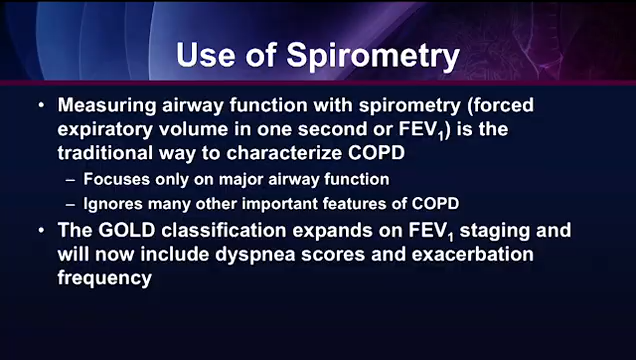 Use of Spirometry
• Measuring airway function with spirometry (forced
expiratory volume in one second or FEV1) is the
traditional way to characterize COPD
– Focuses only on major airway function
– Ignores many other important features of COPD
• The GOLD classification expands on FEV1 staging and
will now include dyspnea scores and exacerbation
frequency